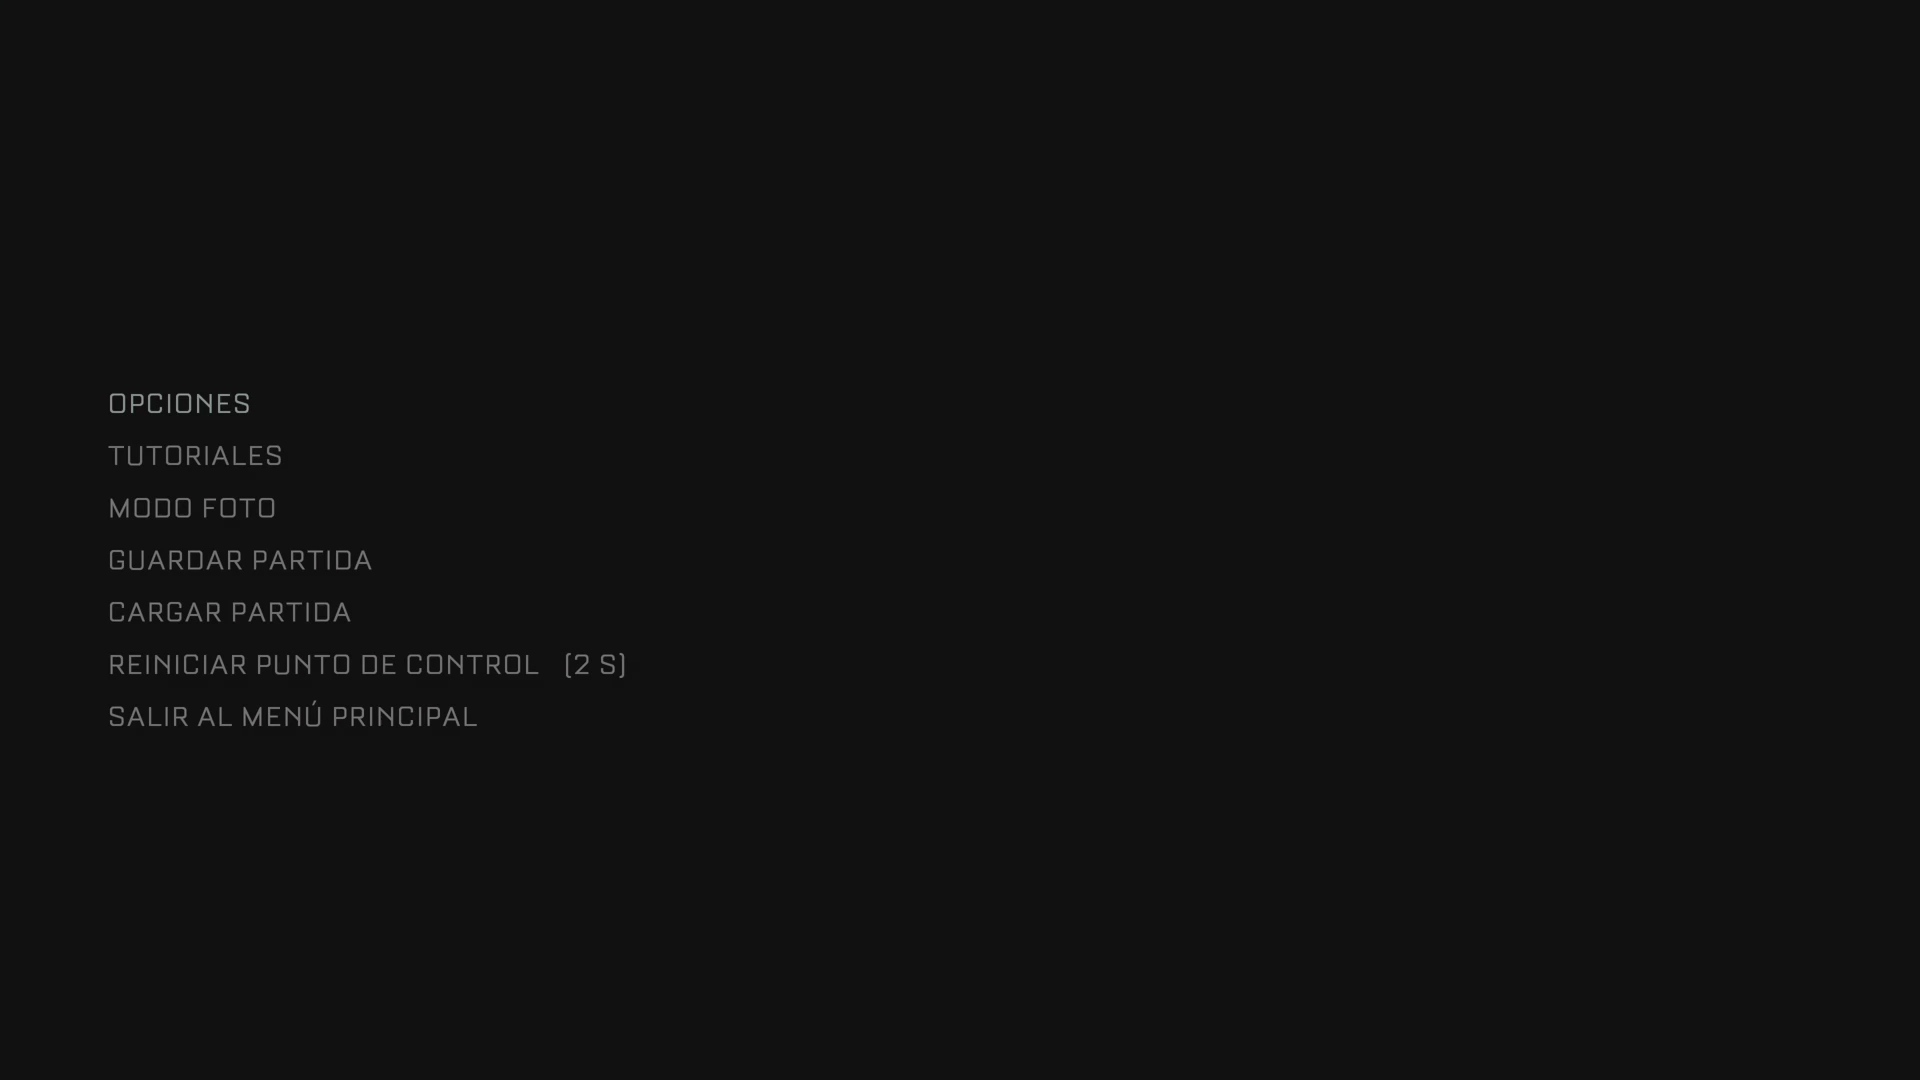 OPCIONES
TUTORIALES
MODO FOTO
GUARDAR PARTIDA
CARGAR PARTIDA
REINICIAR PUNTO DE CONTROL (2 S)
SALIR AL MENÚ PRINCIPAL